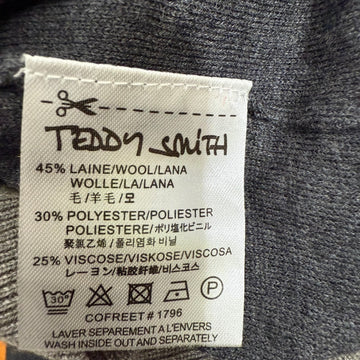 TEDDY SMITH
45% LAINE/WOOL/LANA
WOLLE/LA/LANA
毛/羊毛/모
30% POLYESTER/POLIESTER
POLIESTERE/ポリ塩化ビニル
聚氯乙烯/폴리염화 비닐
25% VISCOSE/VISKOSE/VISCOSA
レーヨン/粘胶纤维/비스코스
30° P
COFREET # 1796
LAVER SEPAREMENT A L'ENVERS
WASH INSIDE OUT SEPARATELY